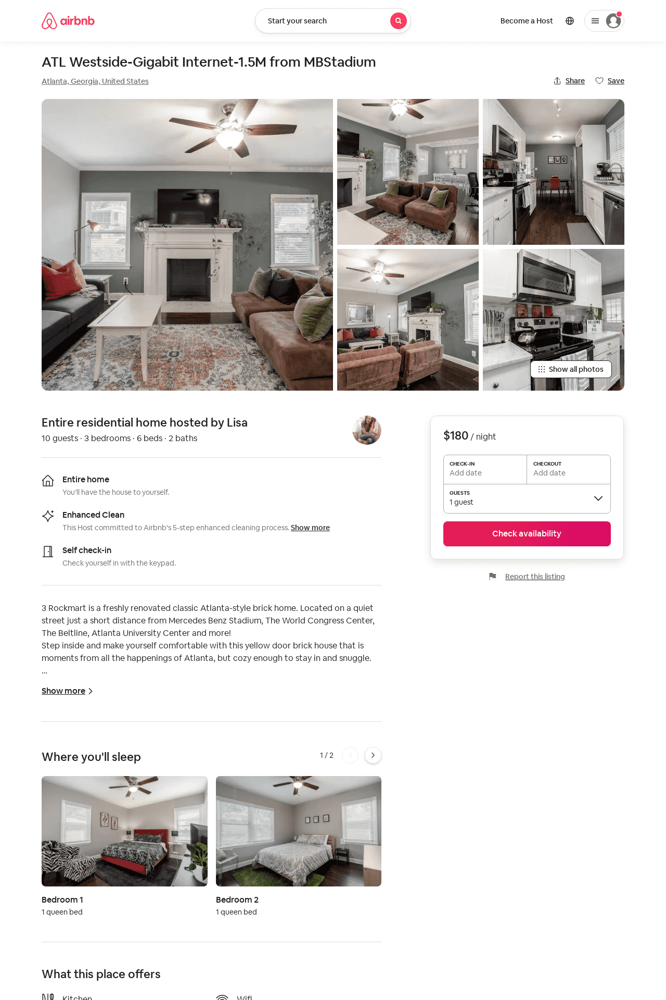 airbnb
Start your search
Become a Host
ATL Westside-Gigabit Internet-1.5M from MBStadium
Atlanta, Georgia, United States
Share
Save
WELCOME
TO
ATL
Show all photos
Entire residential home hosted by Lisa
10 guests · 3 bedrooms · 6 beds · 2 baths
$180 / night
CHECK-IN
Add date
CHECKOUT
Add date
GUESTS
1 guest
Check availability
Report this listing
Entire home
You’ll have the house to yourself.
Enhanced Clean
This Host committed to Airbnb's 5-step enhanced cleaning process. Show more
Self check-in
Check yourself in with the keypad.
3 Rockmart is a freshly renovated classic Atlanta-style brick home. Located on a quiet
street just a short distance from Mercedes Benz Stadium, The World Congress Center,
The Beltline, Atlanta University Center and more!
Step inside and make yourself comfortable with this yellow door brick house that is
moments from all the happenings of Atlanta, but cozy enough to stay in and snuggle.
...
Show more
Where you'll sleep
1 / 2
Bedroom 1
1 queen bed
Bedroom 2
1 queen bed
What this place offers
Kitchen
Wifi